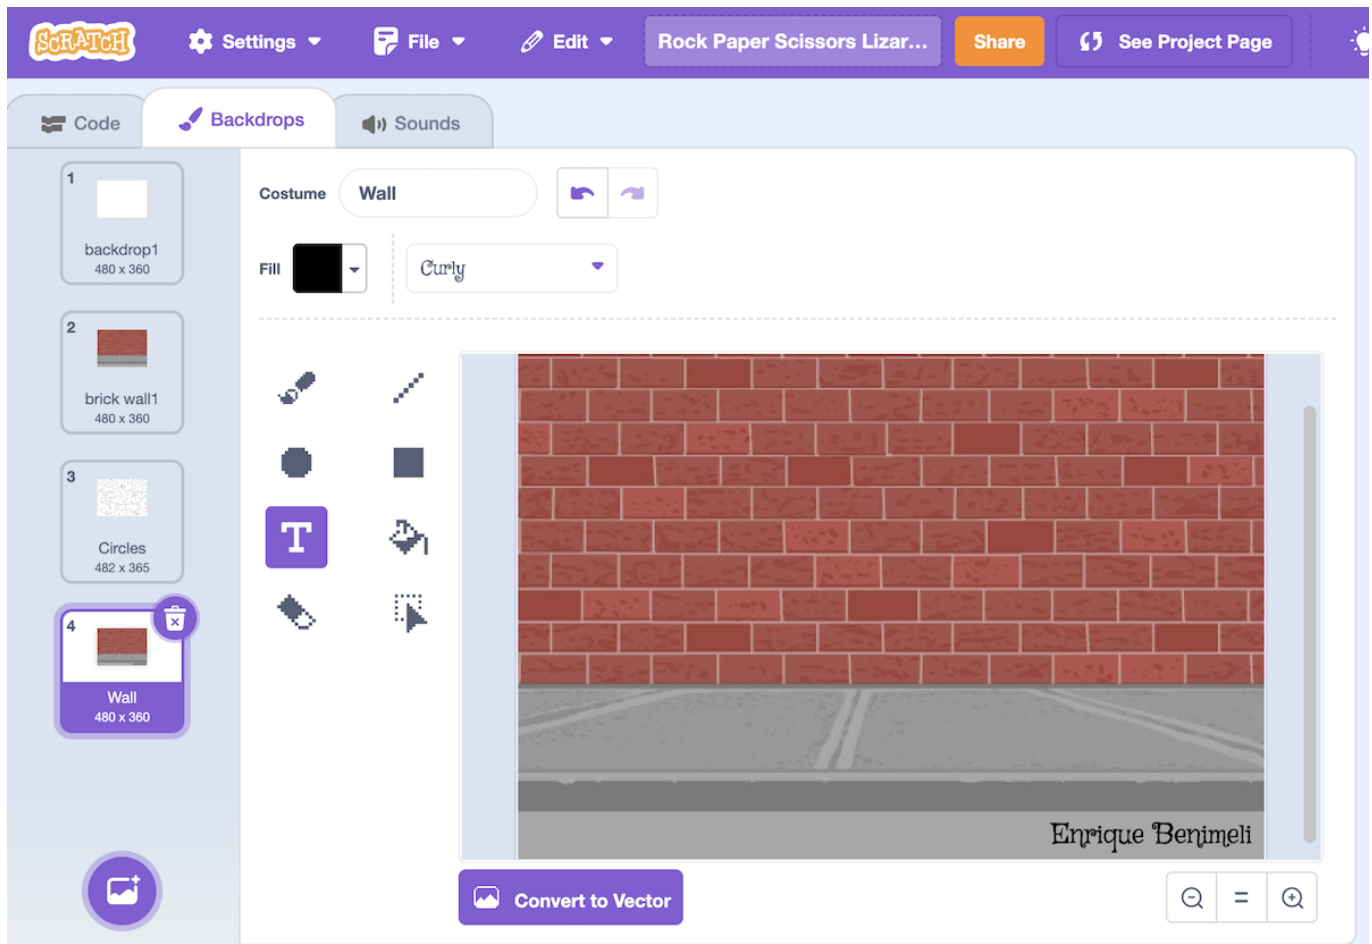 SCRATCH Settings File Edit Rock Paper Scissors Lizar... Share See Project Page
Code Backdrops Sounds
1
backdrop1
480 x 360
2
brick wall1
480 x 360
3
Circles
482 x 365
4
Wall
480 x 360
Costume Wall
Fill Curly
T
Enrique Benimeli
Convert to Vector
=